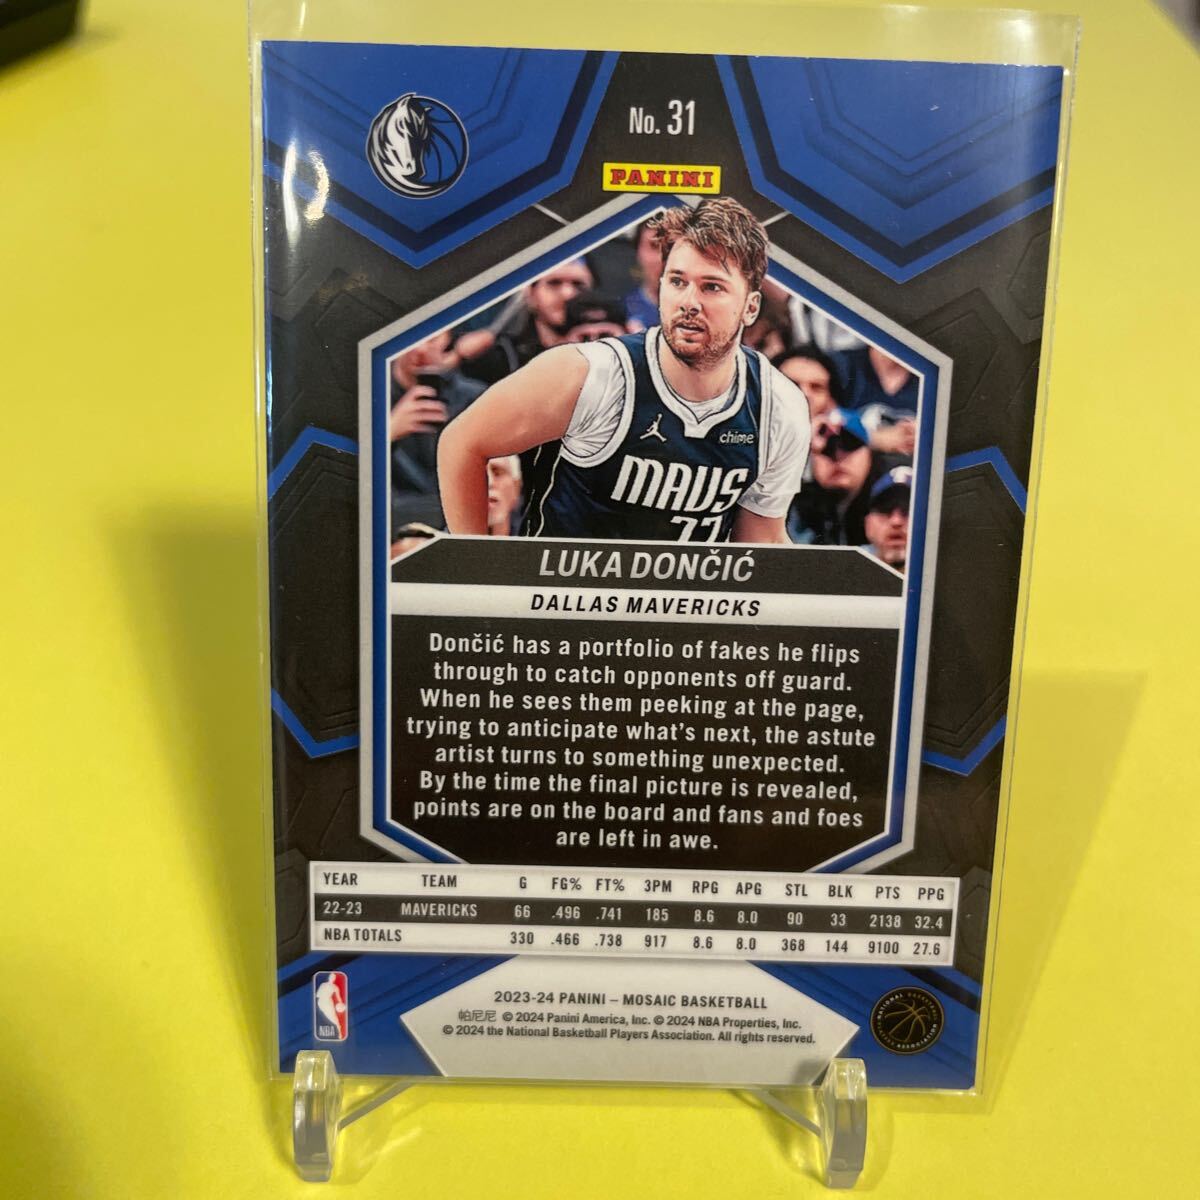 No. 31
PANINI
chime
MAVS
77
LUKA DONČIĆ
DALLAS MAVERICKS
Dončić has a portfolio of fakes he flips
through to catch opponents off guard.
When he sees them peeking at the page,
trying to anticipate what's next, the astute
artist turns to something unexpected.
By the time the final picture is revealed,
points are on the board and fans and foes
are left in awe.
YEAR TEAM G FG% FT% 3PM RPG APG STL BLK PTS PPG
22-23 MAVERICKS 66 .496 .741 185 8.6 8.0 90 33 2138 32.4
NBA TOTALS 330 .466 .738 917 8.6 8.0 368 144 9100 27.6
2023-24 PANINI – MOSAIC BASKETBALL
帕尼尼 © 2024 Panini America, Inc. © 2024 NBA Properties, Inc.
© 2024 the National Basketball Players Association. All rights reserved.
NBA
NATIONAL BASKETBALL PLAYERS ASSOCIATION